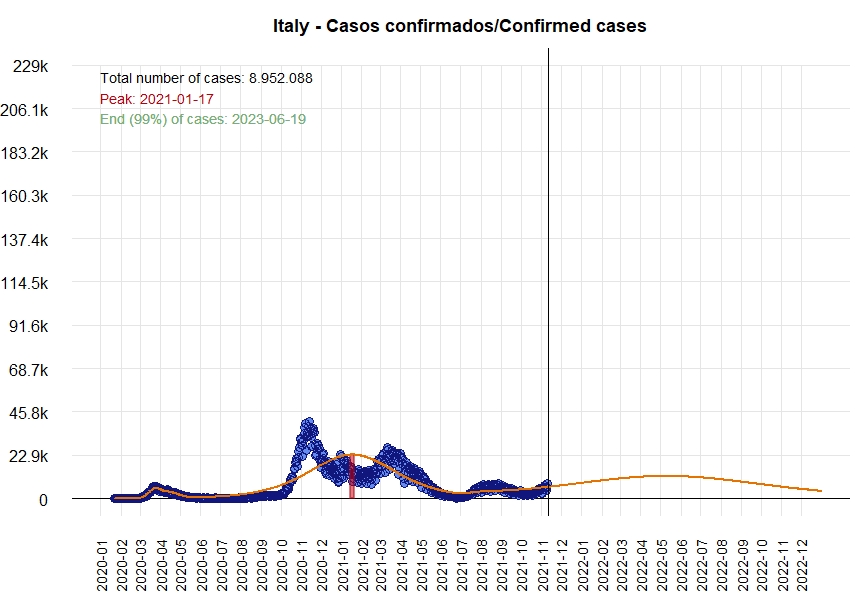 Italy - Casos confirmados/Confirmed cases
229k
Total number of cases: 8.952.088
Peak: 2021-01-17
206.1k
End (99%) of cases: 2023-06-19
183.2k
160.3k
137.4k
114.5k
91.6k
68.7k
45.8k
22.9k
0
2020-01
2020-02
2020-03
2020-04
2020-05
2020-06
2020-07
2020-08
2020-09
2020-10
2020-11
2020-12
2021-01
2021-02
2021-03
2021-04
2021-05
2021-06
2021-07
2021-08
2021-09
2021-10
2021-11
2021-12
2022-01
2022-02
2022-03
2022-04
2022-05
2022-06
2022-07
2022-08
2022-09
2022-10
2022-11
2022-12